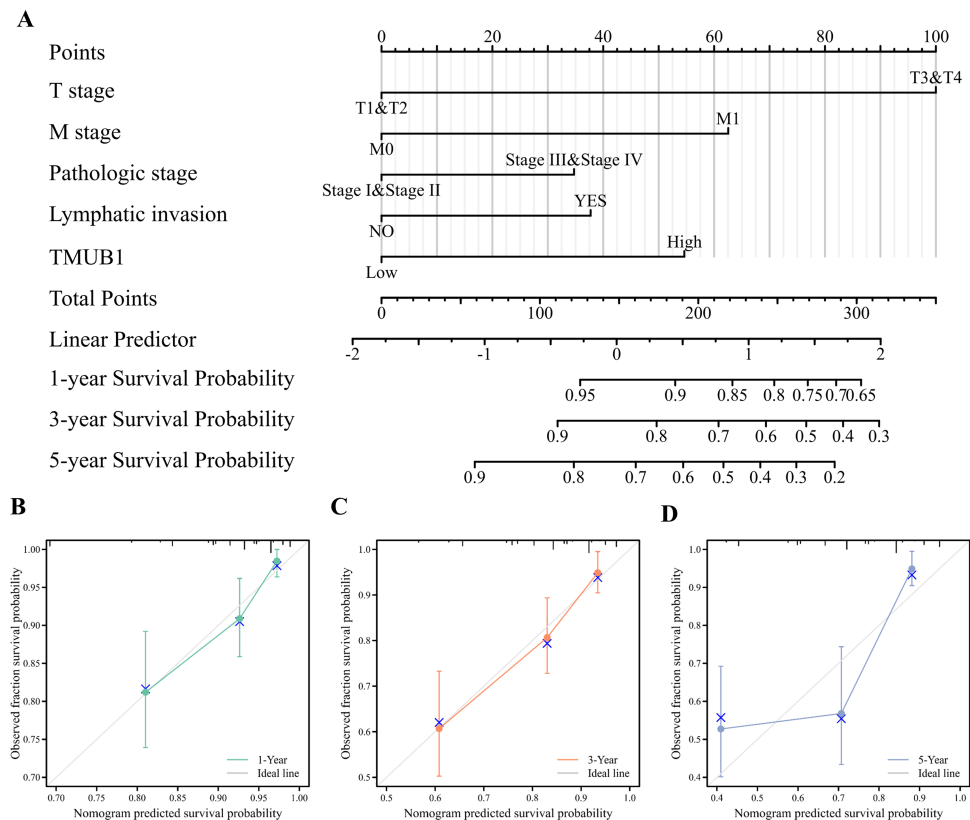 A
Points
0 20 40 60 80 100
T stage
T3&T4
T1&T2
M stage
M1
M0
Pathologic stage
Stage III&Stage IV
Stage I&Stage II
Lymphatic invasion
YES
NO
TMUB1
High
Low
Total Points
0 100 200 300
Linear Predictor
-2 -1 0 1 2
1-year Survival Probability
0.95 0.9 0.85 0.8 0.75 0.70 0.65
3-year Survival Probability
0.9 0.8 0.7 0.6 0.5 0.4 0.3
5-year Survival Probability
0.9 0.8 0.7 0.6 0.5 0.4 0.3 0.2
B
Observed fraction survival probability
1.00
0.95
0.90
0.85
0.80
0.75
0.70
1-Year
Ideal line
0.70 0.75 0.80 0.85 0.90 0.95 1.00
Nomogram predicted survival probability
C
Observed fraction survival probability
1.0
0.9
0.8
0.7
0.6
0.5
3-Year
Ideal line
0.5 0.6 0.7 0.8 0.9 1.0
Nomogram predicted survival probability
D
Observed fraction survival probability
1.0
0.9
0.8
0.7
0.6
0.5
0.4
5-Year
Ideal line
0.4 0.5 0.6 0.7 0.8 0.9 1.0
Nomogram predicted survival probability